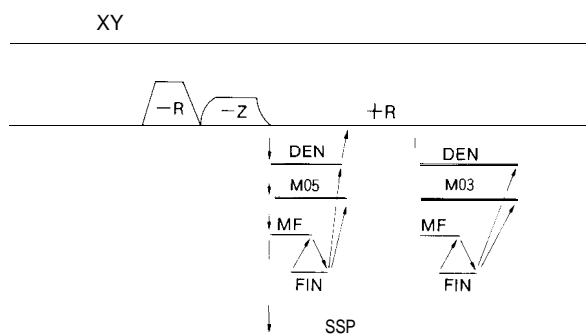 XY
−R −Z +R
DEN DEN
M05 M03
MF MF
FIN FIN
SSP